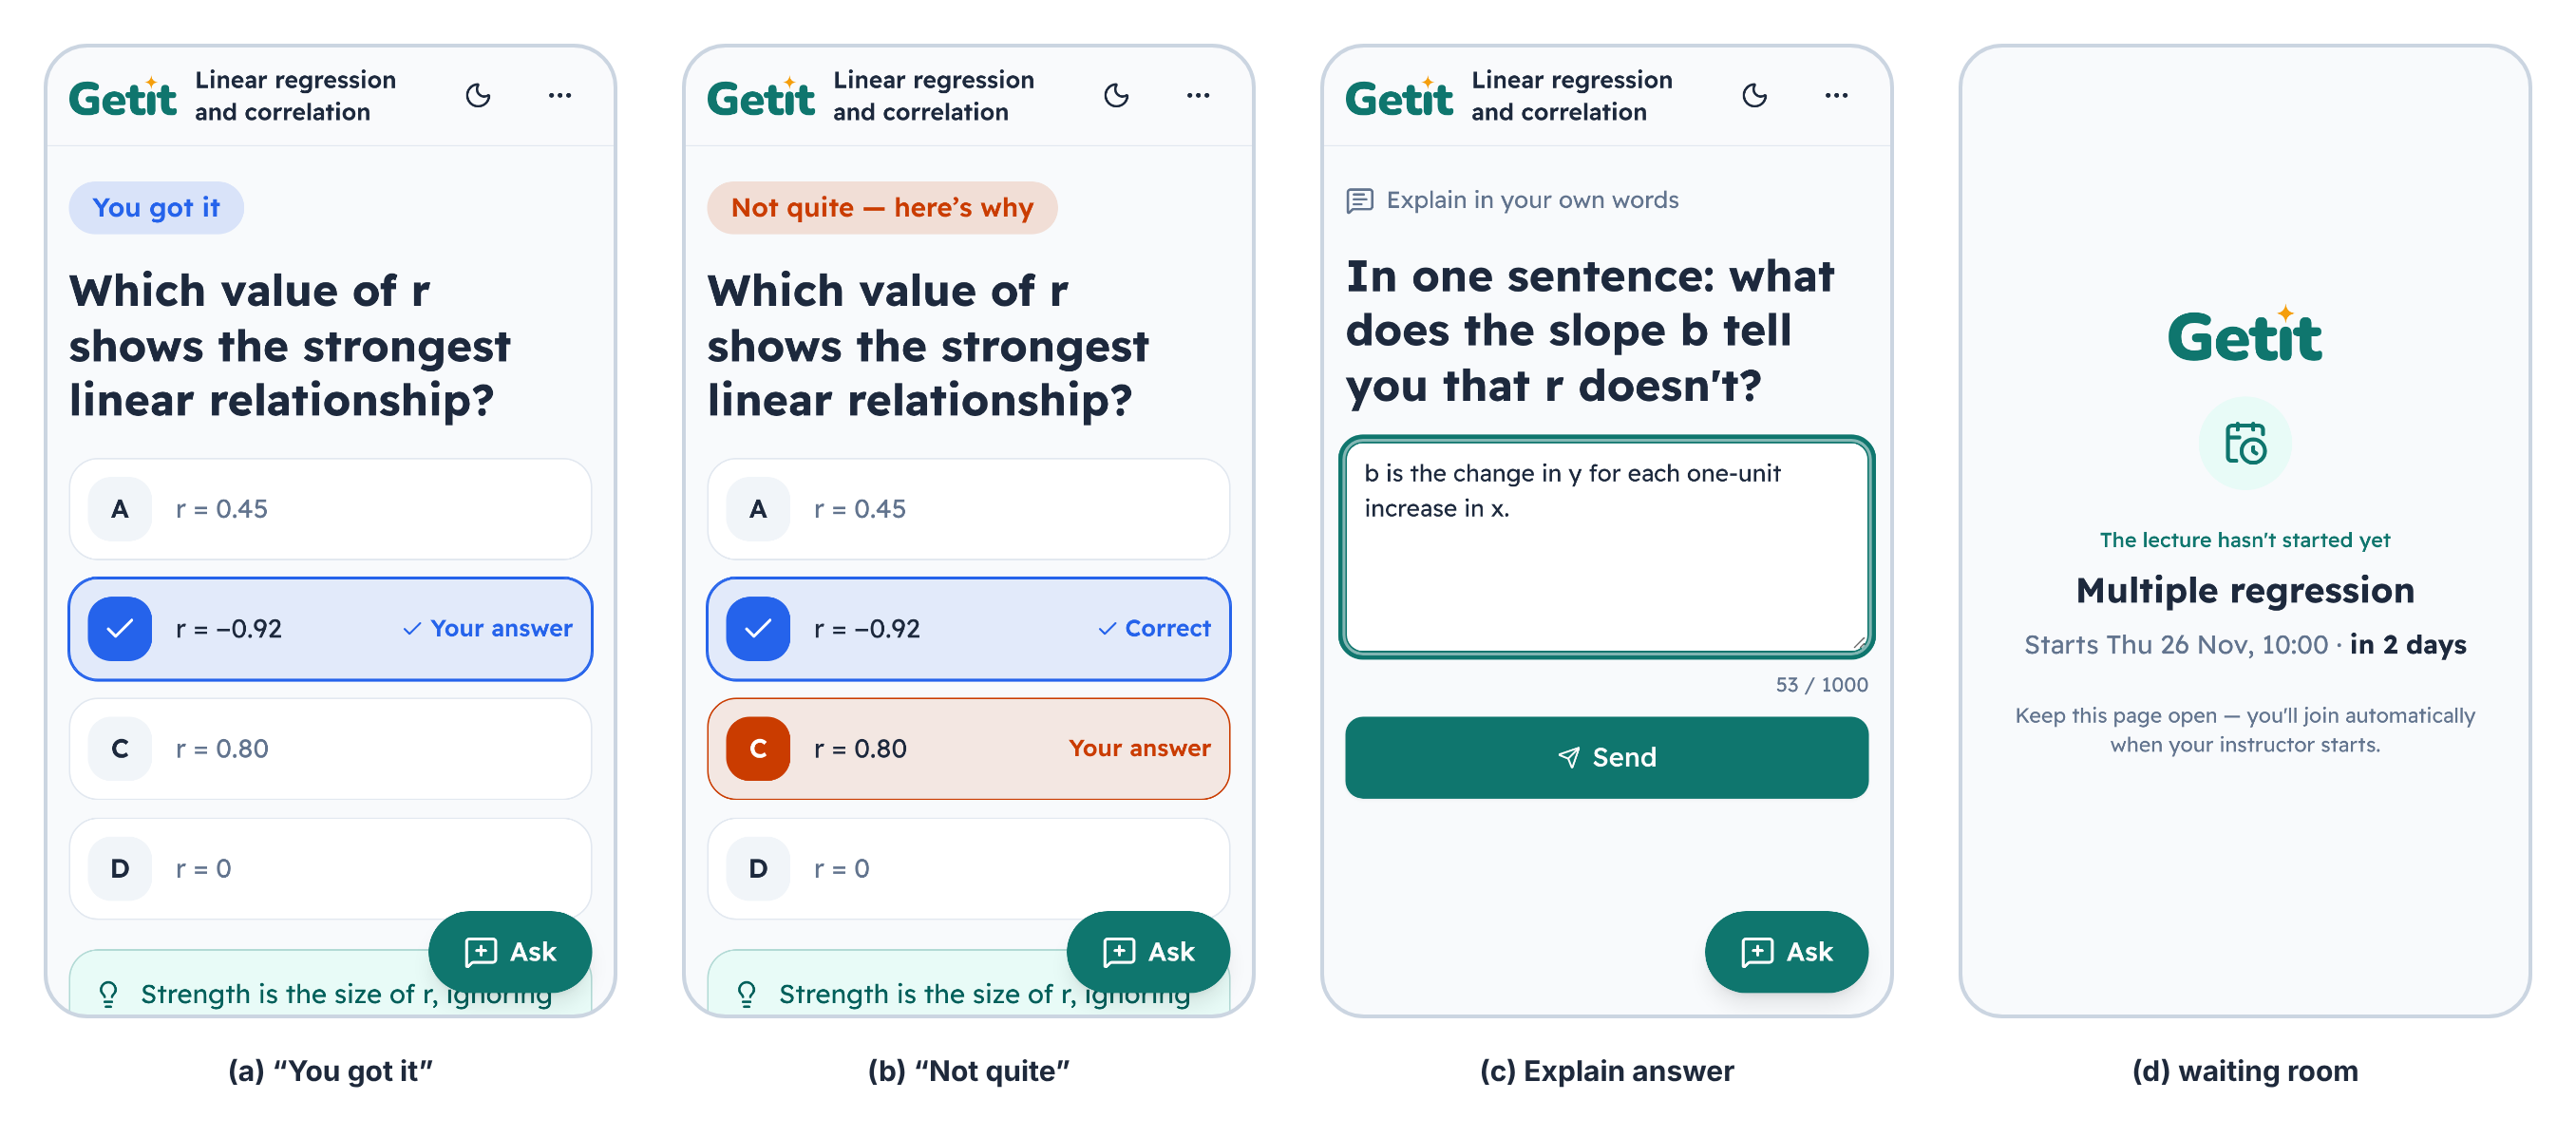 Getit
Linear regression
and correlation
You got it
Which value of r
shows the strongest
linear relationship?
A
r = 0.45
r = −0.92
Your answer
C
r = 0.80
D
r = 0
Ask
Strength is the size of r, ignoring
(a) “You got it”
Getit
Linear regression
and correlation
Not quite — here’s why
Which value of r
shows the strongest
linear relationship?
A
r = 0.45
r = −0.92
Correct
C
r = 0.80
Your answer
D
r = 0
Ask
Strength is the size of r, ignoring
(b) “Not quite”
Getit
Linear regression
and correlation
Explain in your own words
In one sentence: what
does the slope b tell
you that r doesn't?
b is the change in y for each one-unit
increase in x.
53 / 1000
Send
Ask
(c) Explain answer
Getit
The lecture hasn't started yet
Multiple regression
Starts Thu 26 Nov, 10:00 · in 2 days
Keep this page open — you'll join automatically
when your instructor starts.
(d) waiting room